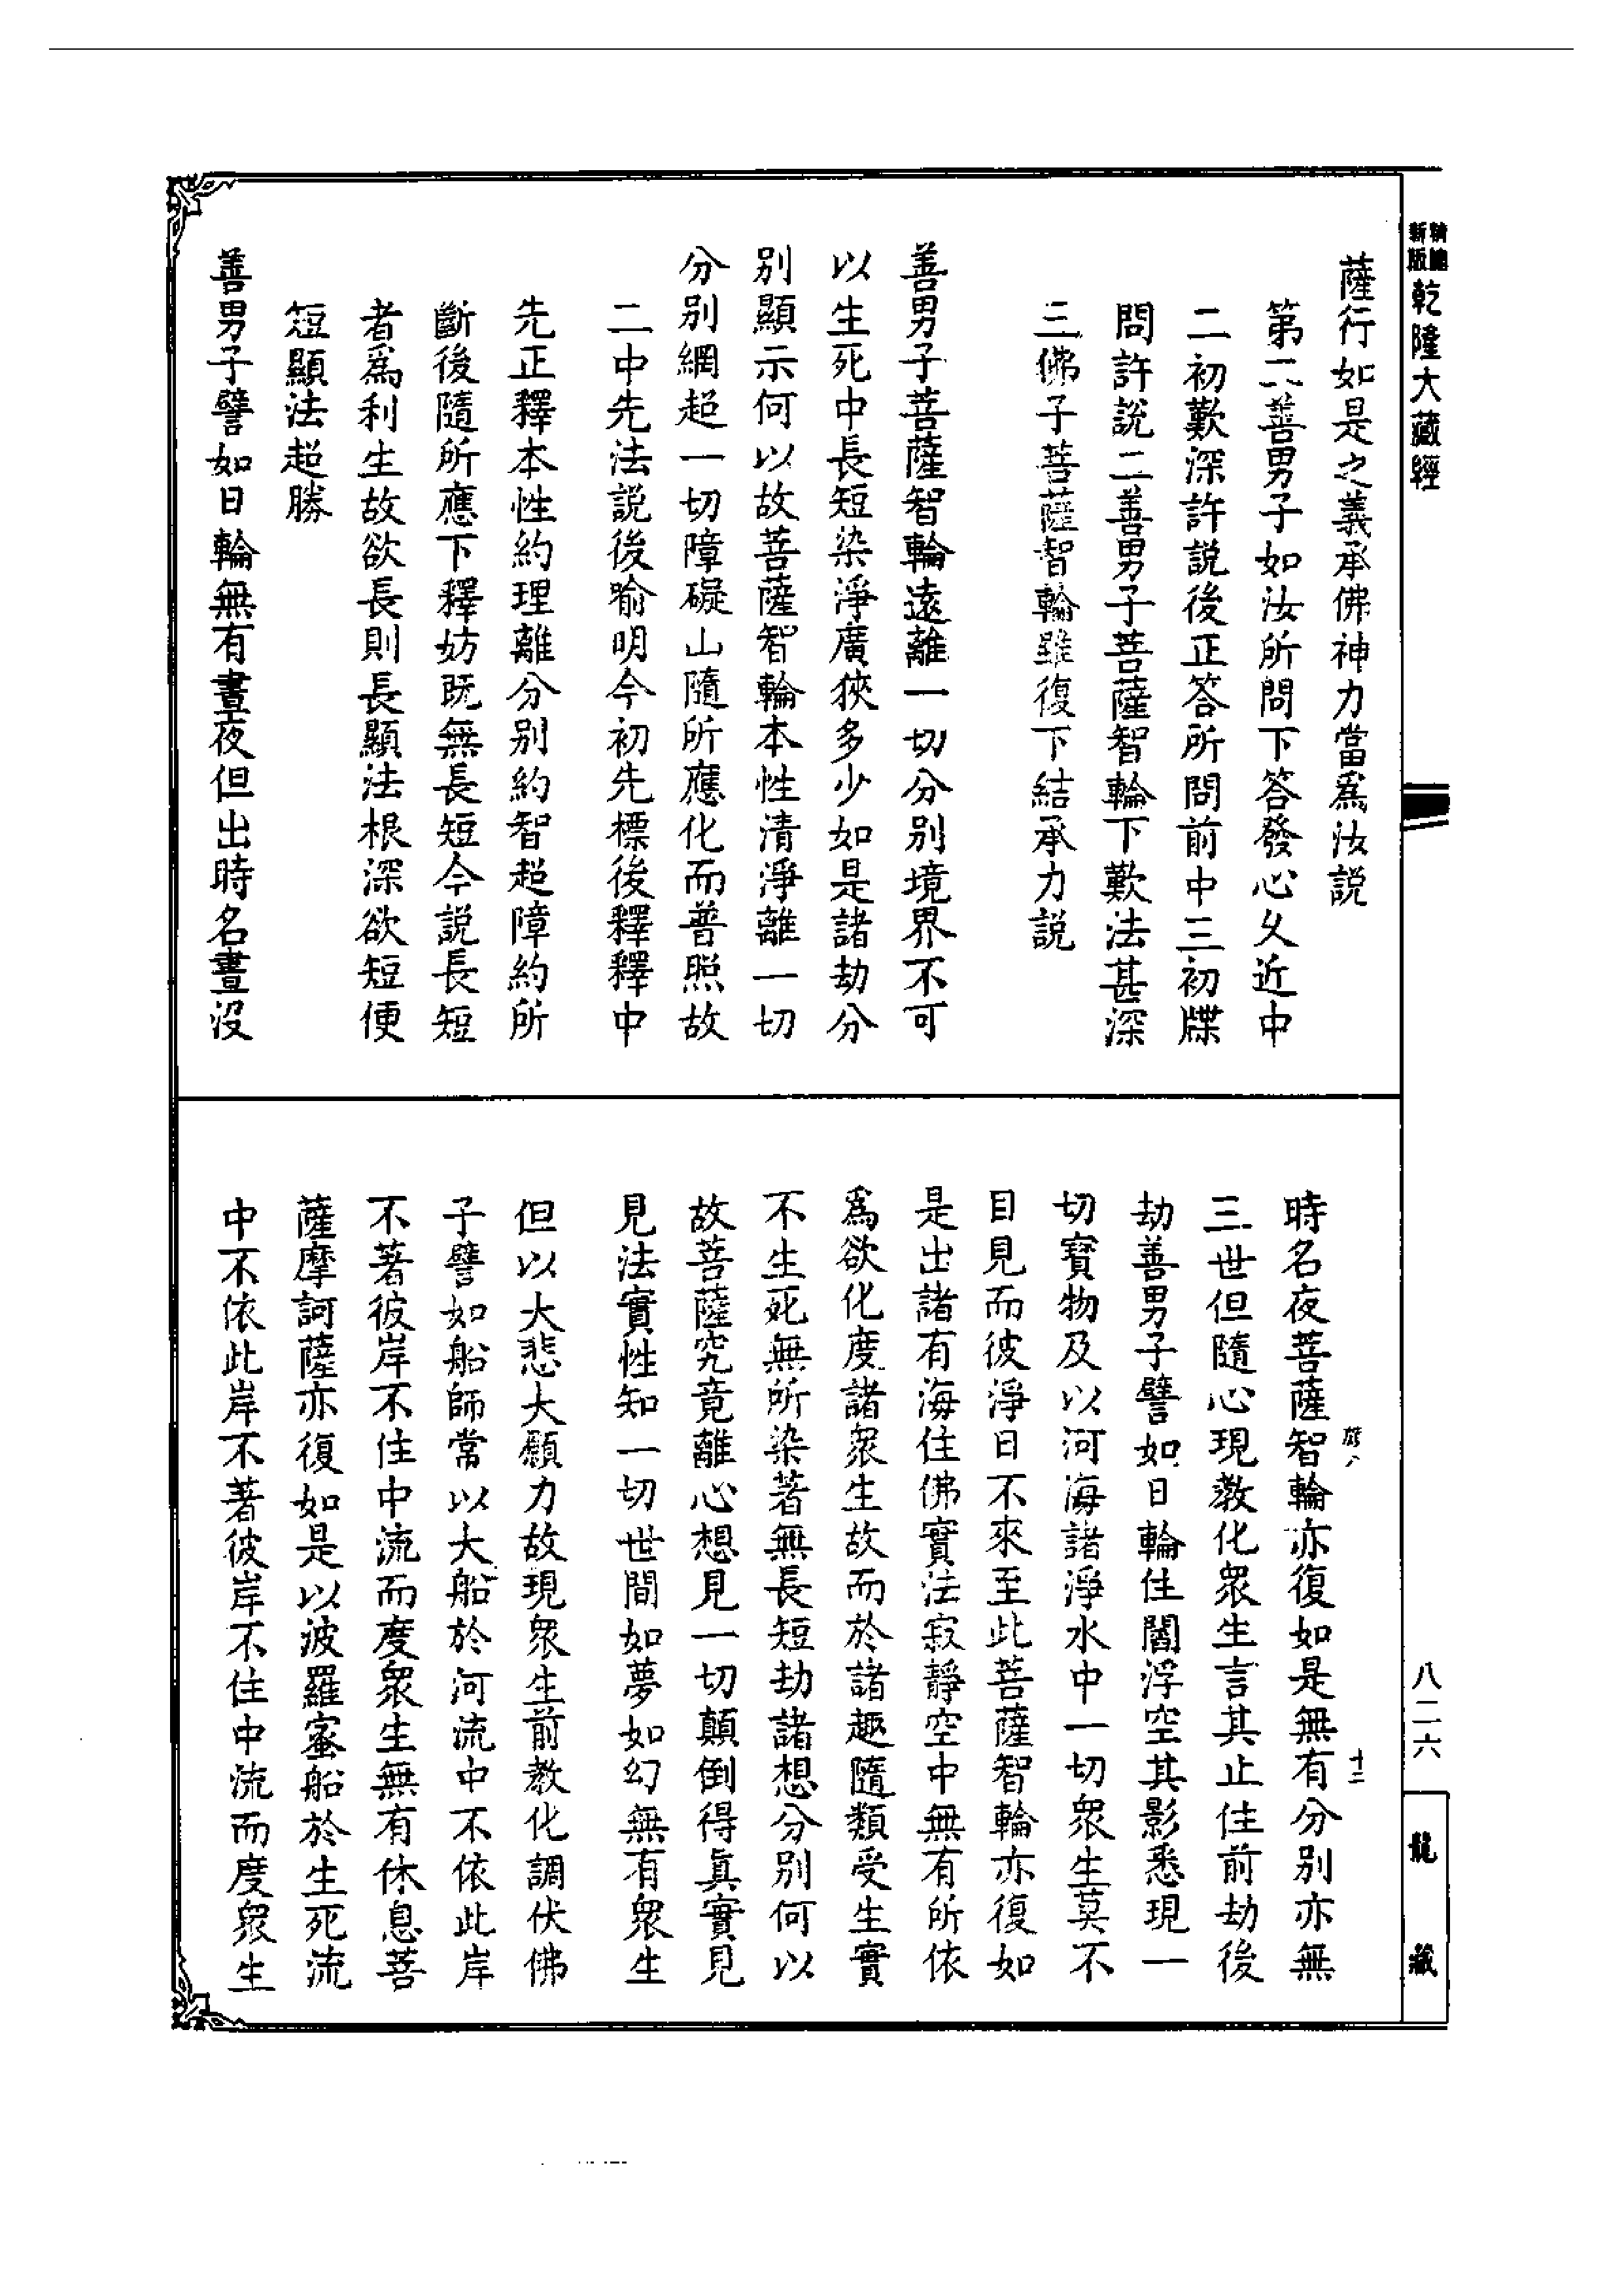 精縮
新版
乾隆大藏經
薩行如是之義承佛神力當爲汝説
第二善男子如汝所問下答發心久近中
二初歎深許説後正答所問前中三初牒
問許説二善男子菩薩智輪下歎法甚深
三佛子菩薩智輪雖復下結承力説
善男子菩薩智輪遠離一切分别境界不可
以生死中長短染淨廣狹多少如是諸劫分
别顯示何以故菩薩智輪本性清淨離一切
分别網超一切障礙山隨所應化而普照故
二中先法説後喻明今初先標後釋釋中
先正釋本性約理離分别約智超障約所
斷後隨所應下釋妨既無長短今説長短
者爲利生故欲長則長顯法根深欲短便
短顯法超勝
善男子譬如日輪無有晝夜但出時名晝没
時名夜菩薩智輪亦復如是無有分别亦無
三世但隨心現教化衆生言其止住前劫後
劫善男子譬如日輪住閻浮空其影悉現一
切寶物及以河海諸淨水中一切衆生莫不
目見而彼淨日不來至此菩薩智輪亦復如
是出諸有海住佛實法寂靜空中無有所依
爲欲化度諸衆生故而於諸趣隨類受生實
不生死無所染著無長短劫諸想分别何以
故菩薩究竟離心想見一切顛倒得眞實見
見法實性知一切世間如夢如幻無有衆生
但以大悲大願力故現衆生前教化調伏佛
子譬如船師常以大船於河流中不依此岸
不著彼岸不住中流而度衆生無有休息菩
薩摩訶薩亦復如是以波羅蜜船於生死流
中不依此岸不著彼岸不住中流而度衆生
十二
八二六
龍藏